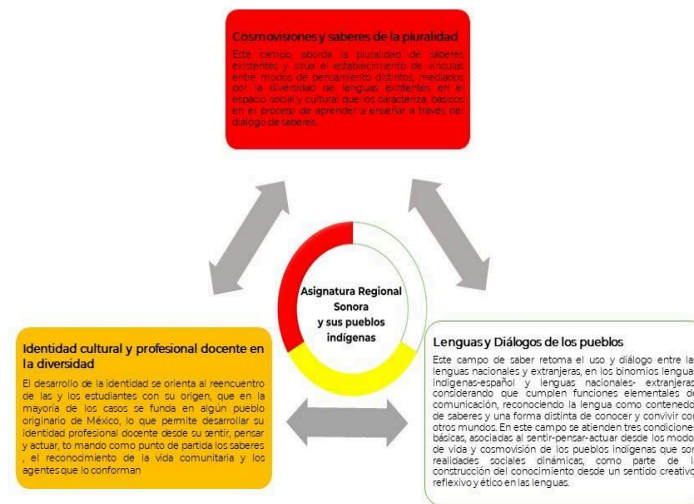 Cosmovisiones y saberes de la pluralidad
Este campo, aborda la pluralidad de saberes
existentes y situa el establecimiento de vínculos
entre modos de pensamiento distintos, mediados
por la diversidad de lenguas existentes en el
espacio social y cultural que los caracteriza, básicos
en el proceso de aprender a enseñar a través del
diálogo de saberes.
Asignatura Regional
Sonora
y sus pueblos
indígenas
Identidad cultural y profesional docente en
la diversidad
El desarrollo de la identidad se orienta al reencuentro
de las y los estudiantes con su origen, que en la
mayoría de los casos se funda en algún pueblo
originario de México, lo que permite desarrollar su
identidad profesional docente desde su sentir, pensar
y actuar, to mando como punto de partida los saberes
, el reconocimiento de la vida comunitaria y los
agentes que lo conforman
Lenguas y Diálogos de los pueblos
Este campo de saber retoma el uso y diálogo entre las
lenguas nacionales y extranjeras, en los binomios lenguas
indígenas-español y lenguas nacionales- extranjeras
considerando que cumplen funciones elementales de
comunicación, reconociendo la lengua como contenedor
de saberes y una forma distinta de conocer y convivir con
otros mundos. En este campo se atienden tres condiciones
básicas, asociadas al sentir-pensar-actuar desde los modos
de vida y cosmovisión de los pueblos indígenas que son
realidades sociales dinámicas, como parte de la
construcción del conocimiento desde un sentido creativo,
reflexivo y ético en las lenguas.